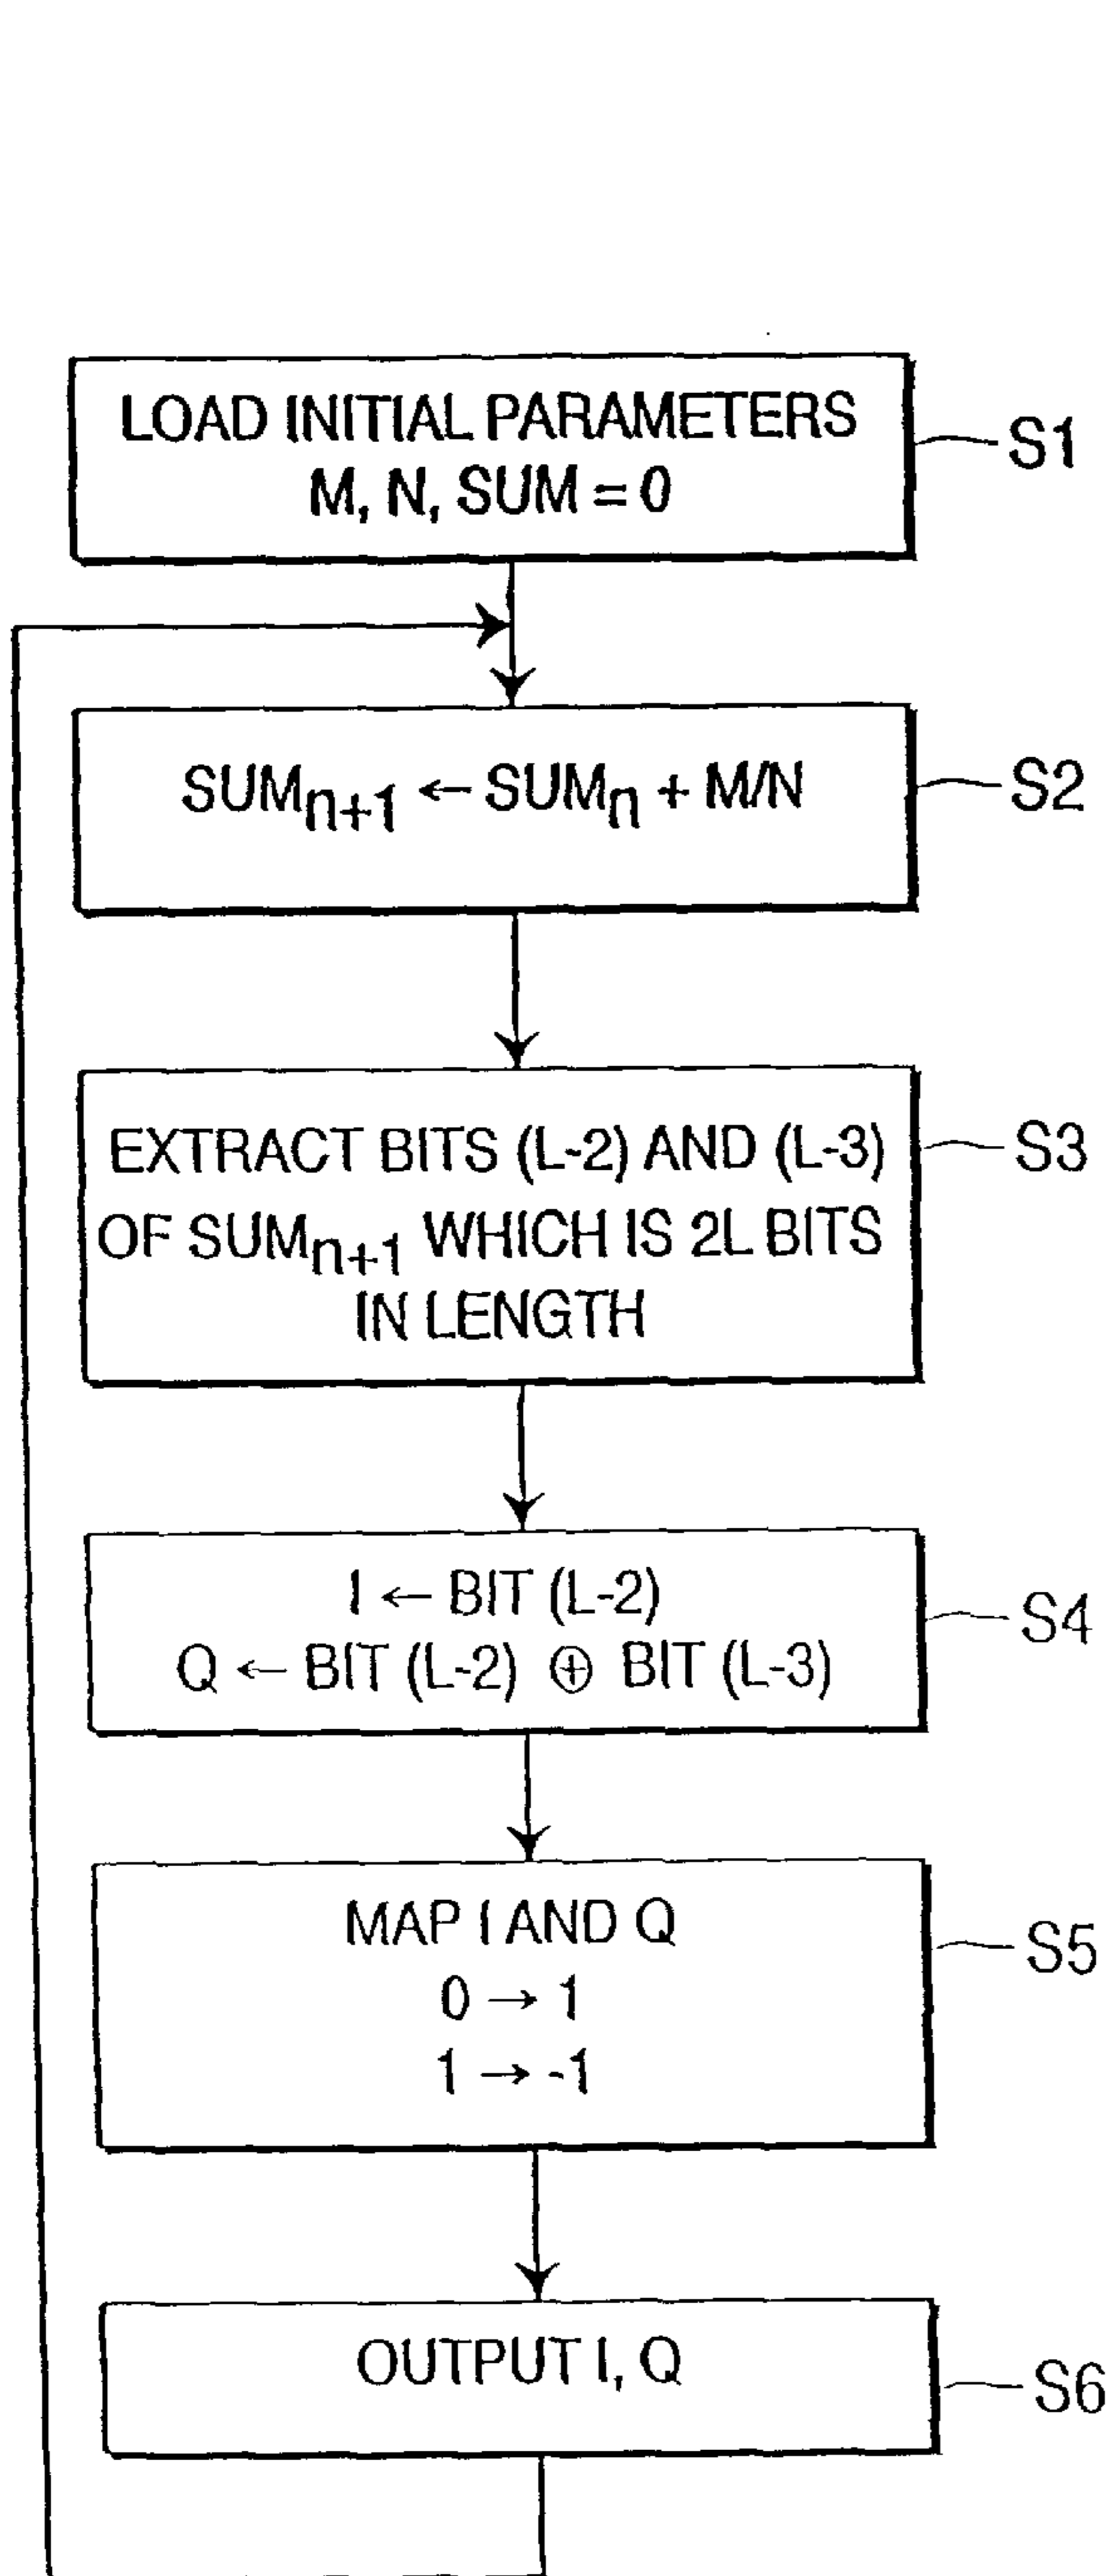 LOAD INITIAL PARAMETERS
M, N, SUM = 0
S1
SUMn+1 ← SUMn + M/N
S2
EXTRACT BITS (L-2) AND (L-3)
OF SUMn+1 WHICH IS 2L BITS
IN LENGTH
S3
I ← BIT (L-2)
Q ← BIT (L-2) ⊕ BIT (L-3)
S4
MAP I AND Q
0 → 1
1 → -1
S5
OUTPUT I, Q
S6